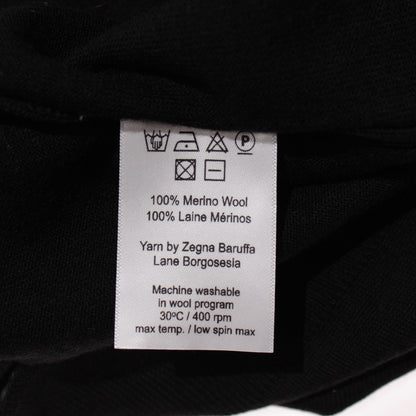 P
100% Merino Wool
100% Laine Mérinos
Yarn by Zegna Baruffa
Lane Borgosesia
Machine washable
in wool program
30ºC / 400 rpm
max temp. / low spin max